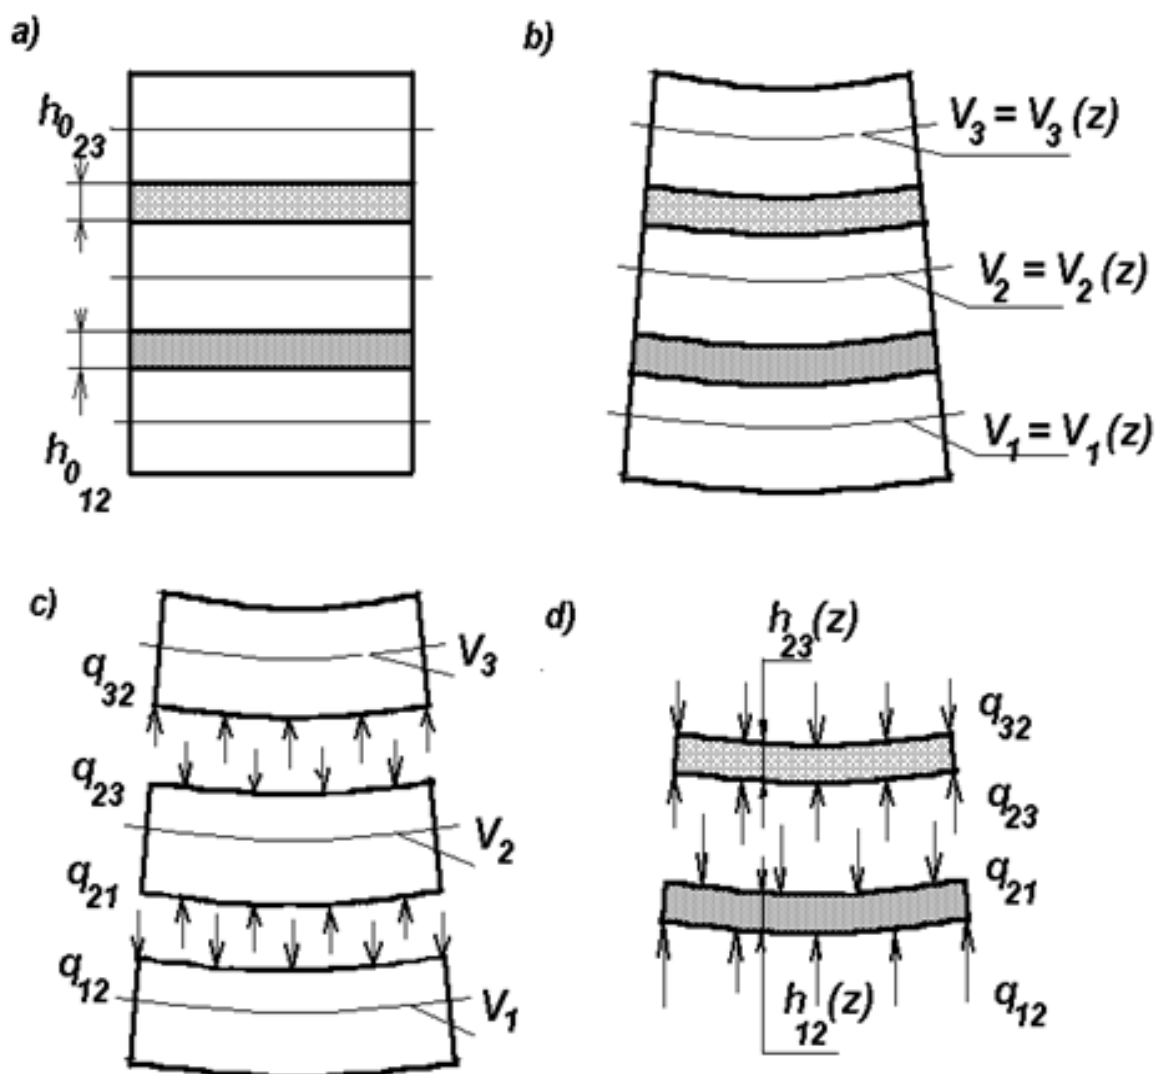 a)
h0 23
h0 12
b)
V3 = V3 (z)
V2 = V2 (z)
V1 = V1 (z)
c)
V3
q32
q23
V2
q21
q12
V1
d)
h23(z)
q32
q23
q21
q12
h12(z)